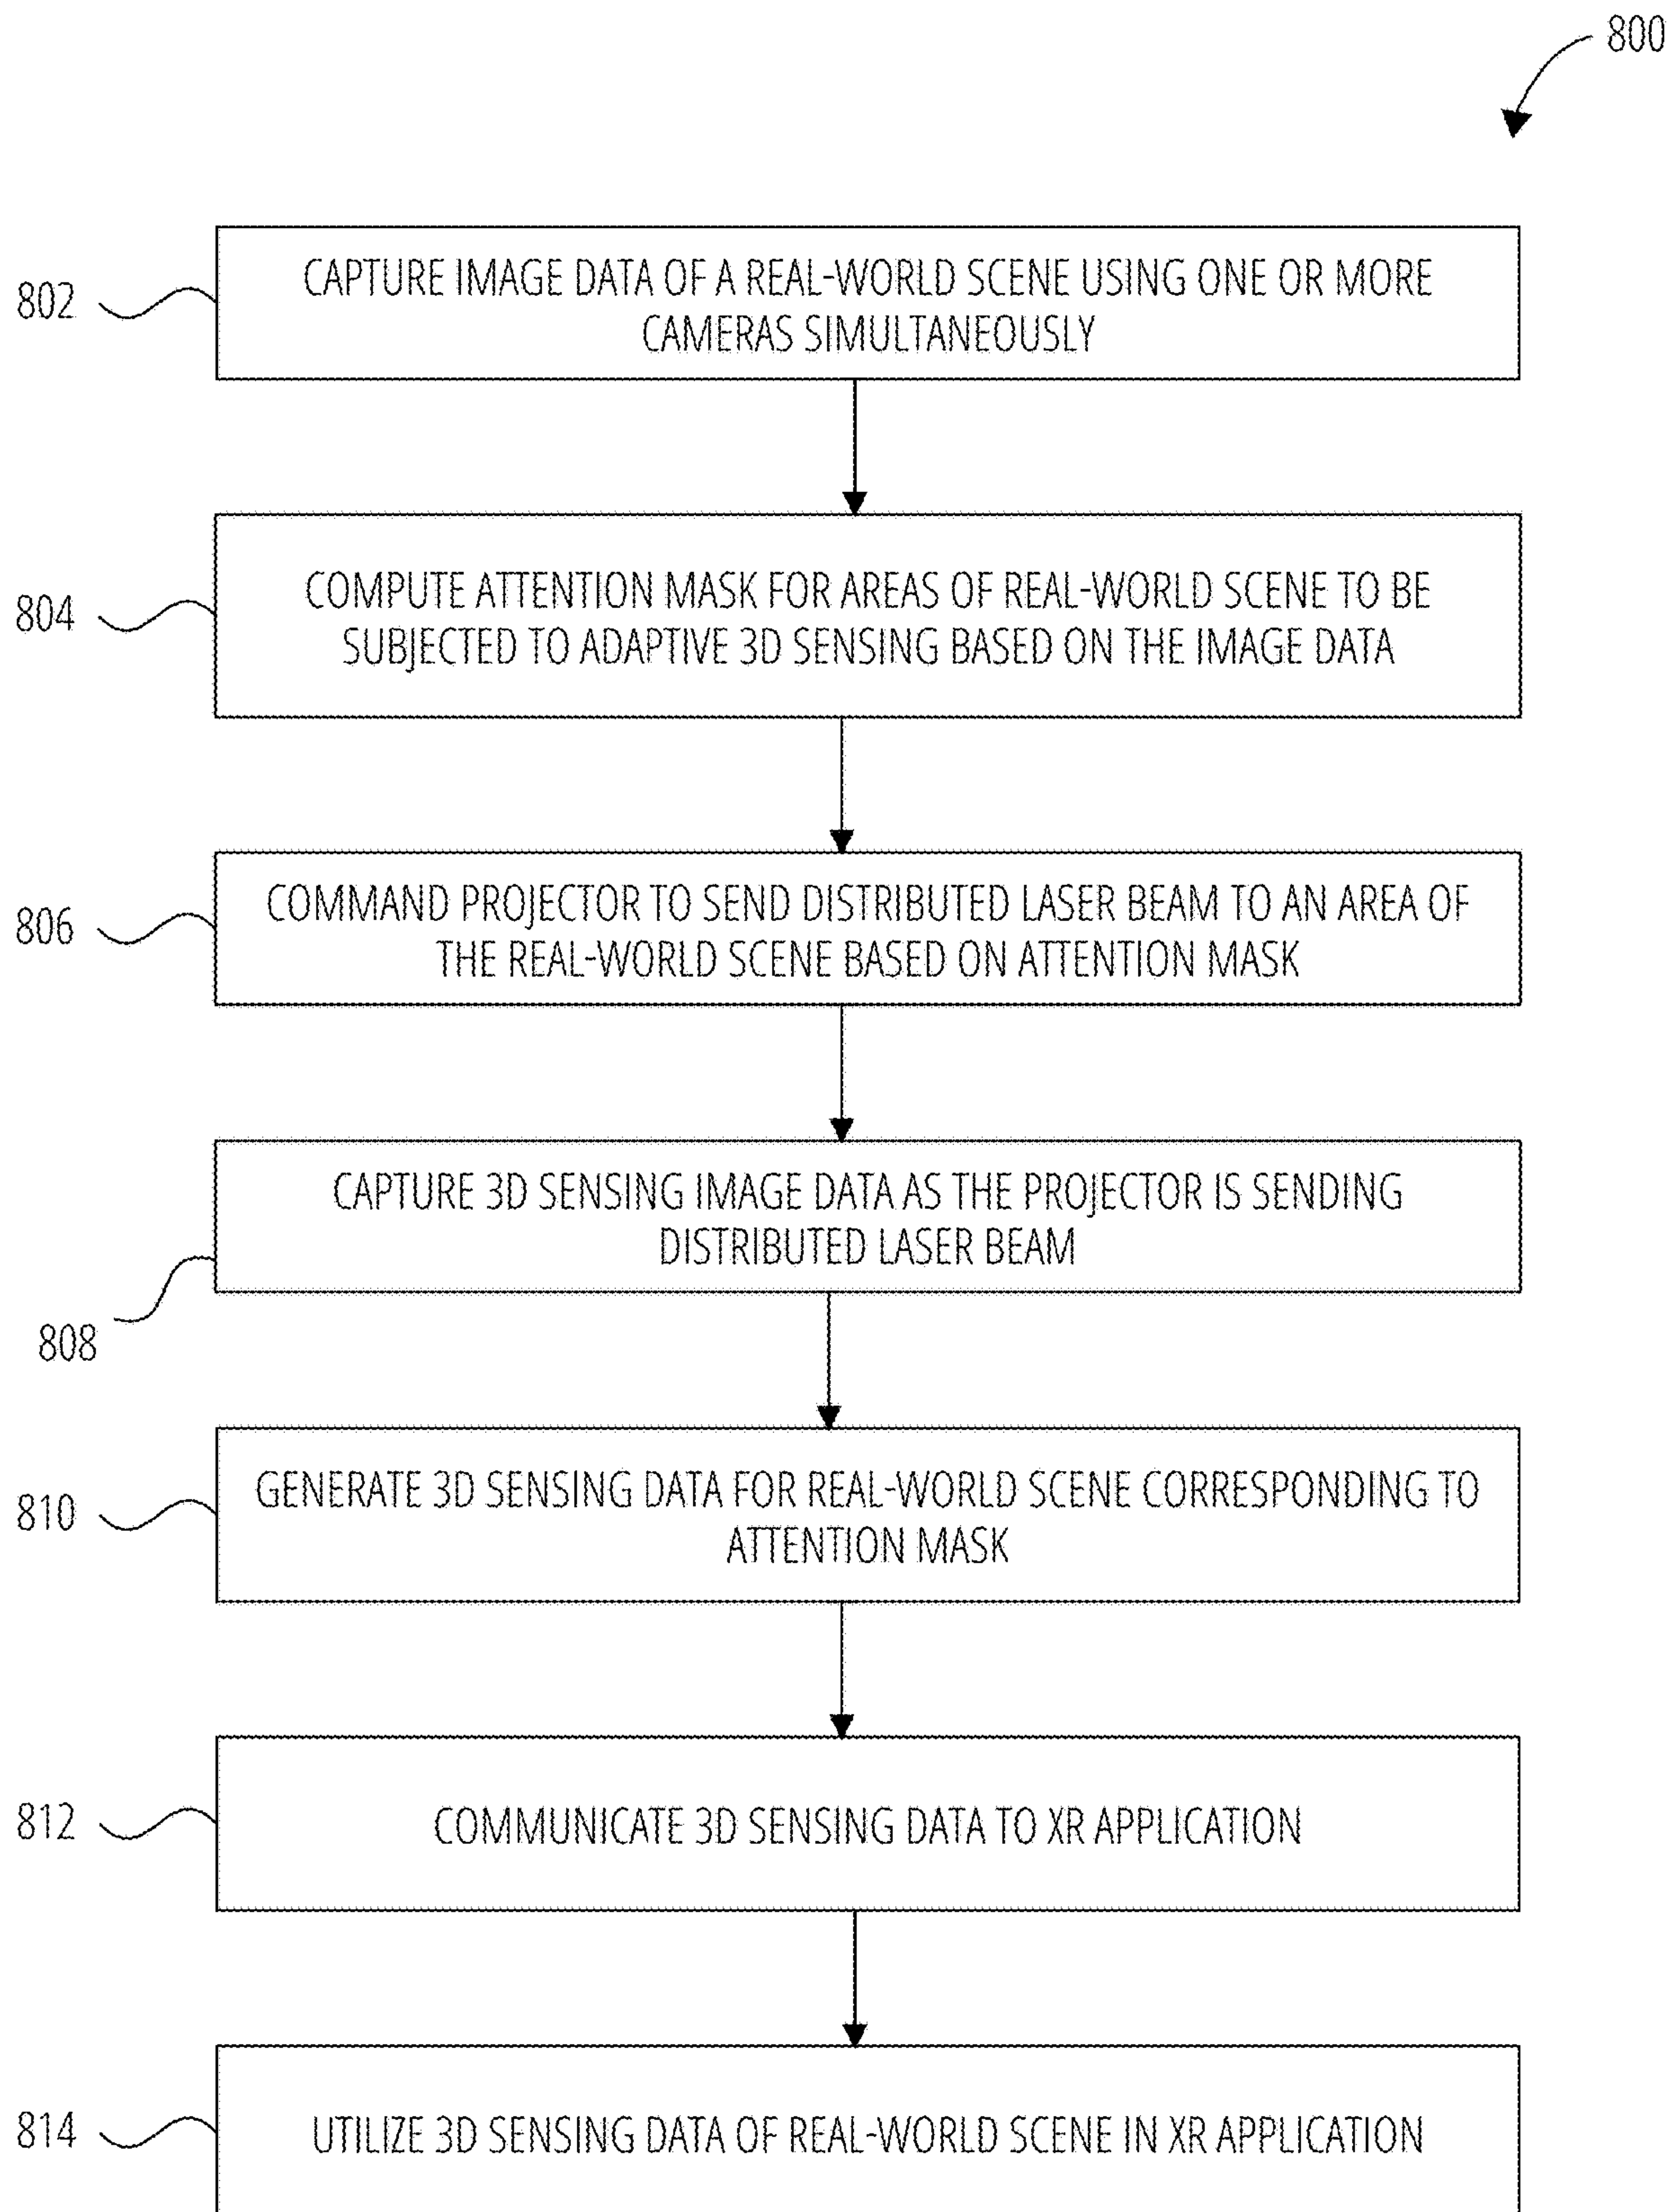 800
802
CAPTURE IMAGE DATA OF A REAL-WORLD SCENE USING ONE OR MORE
CAMERAS SIMULTANEOUSLY
804
COMPUTE ATTENTION MASK FOR AREAS OF REAL-WORLD SCENE TO BE
SUBJECTED TO ADAPTIVE 3D SENSING BASED ON THE IMAGE DATA
806
COMMAND PROJECTOR TO SEND DISTRIBUTED LASER BEAM TO AN AREA OF
THE REAL-WORLD SCENE BASED ON ATTENTION MASK
CAPTURE 3D SENSING IMAGE DATA AS THE PROJECTOR IS SENDING
DISTRIBUTED LASER BEAM
808
810
GENERATE 3D SENSING DATA FOR REAL-WORLD SCENE CORRESPONDING TO
ATTENTION MASK
812
COMMUNICATE 3D SENSING DATA TO XR APPLICATION
814
UTILIZE 3D SENSING DATA OF REAL-WORLD SCENE IN XR APPLICATION